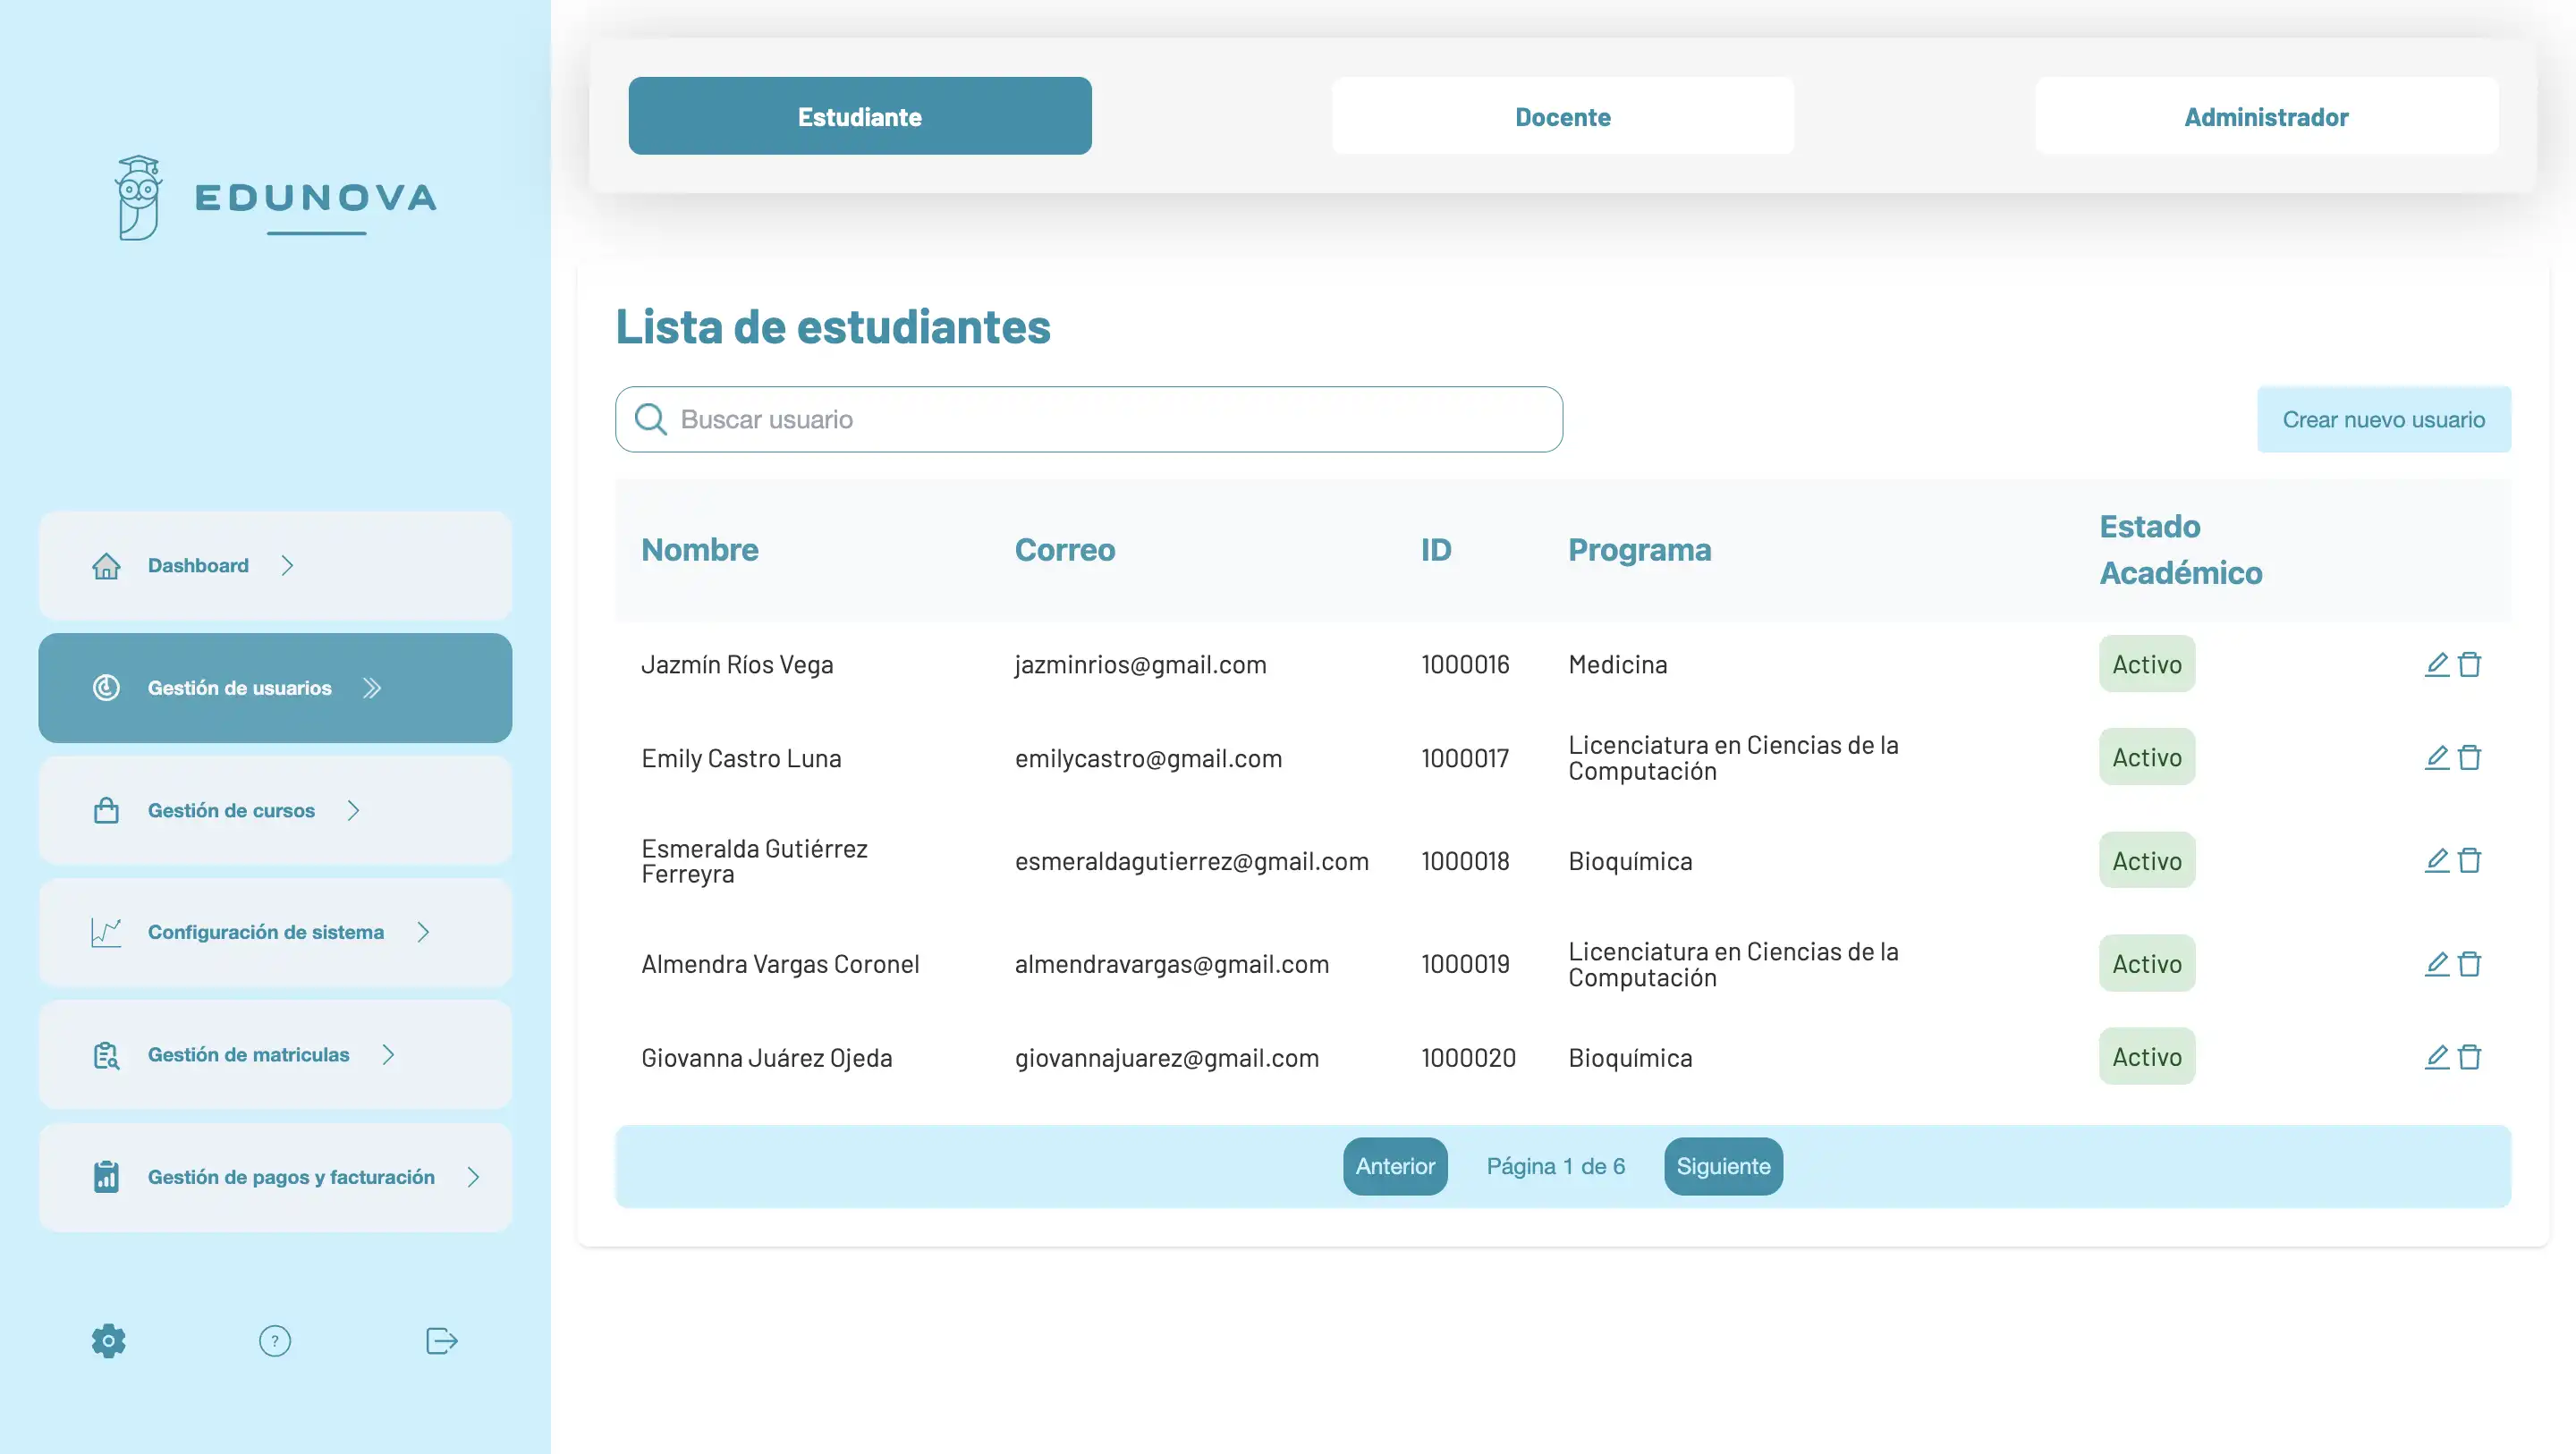 EDUNOVA
Dashboard
Gestión de usuarios
Gestión de cursos
Configuración de sistema
Gestión de matriculas
Gestión de pagos y facturación
?
Estudiante
Docente
Administrador
Lista de estudiantes
Buscar usuario
Crear nuevo usuario
Nombre Correo ID Programa Estado
Académico
Jazmín Ríos Vega jazminrios@gmail.com 1000016 Medicina Activo
Emily Castro Luna emilycastro@gmail.com 1000017 Licenciatura en Ciencias de la
Computación Activo
Esmeralda Gutiérrez
Ferreyra esmeraldagutierrez@gmail.com 1000018 Bioquímica Activo
Almendra Vargas Coronel almendravargas@gmail.com 1000019 Licenciatura en Ciencias de la
Computación Activo
Giovanna Juárez Ojeda giovannajuarez@gmail.com 1000020 Bioquímica Activo
Anterior Página 1 de 6 Siguiente